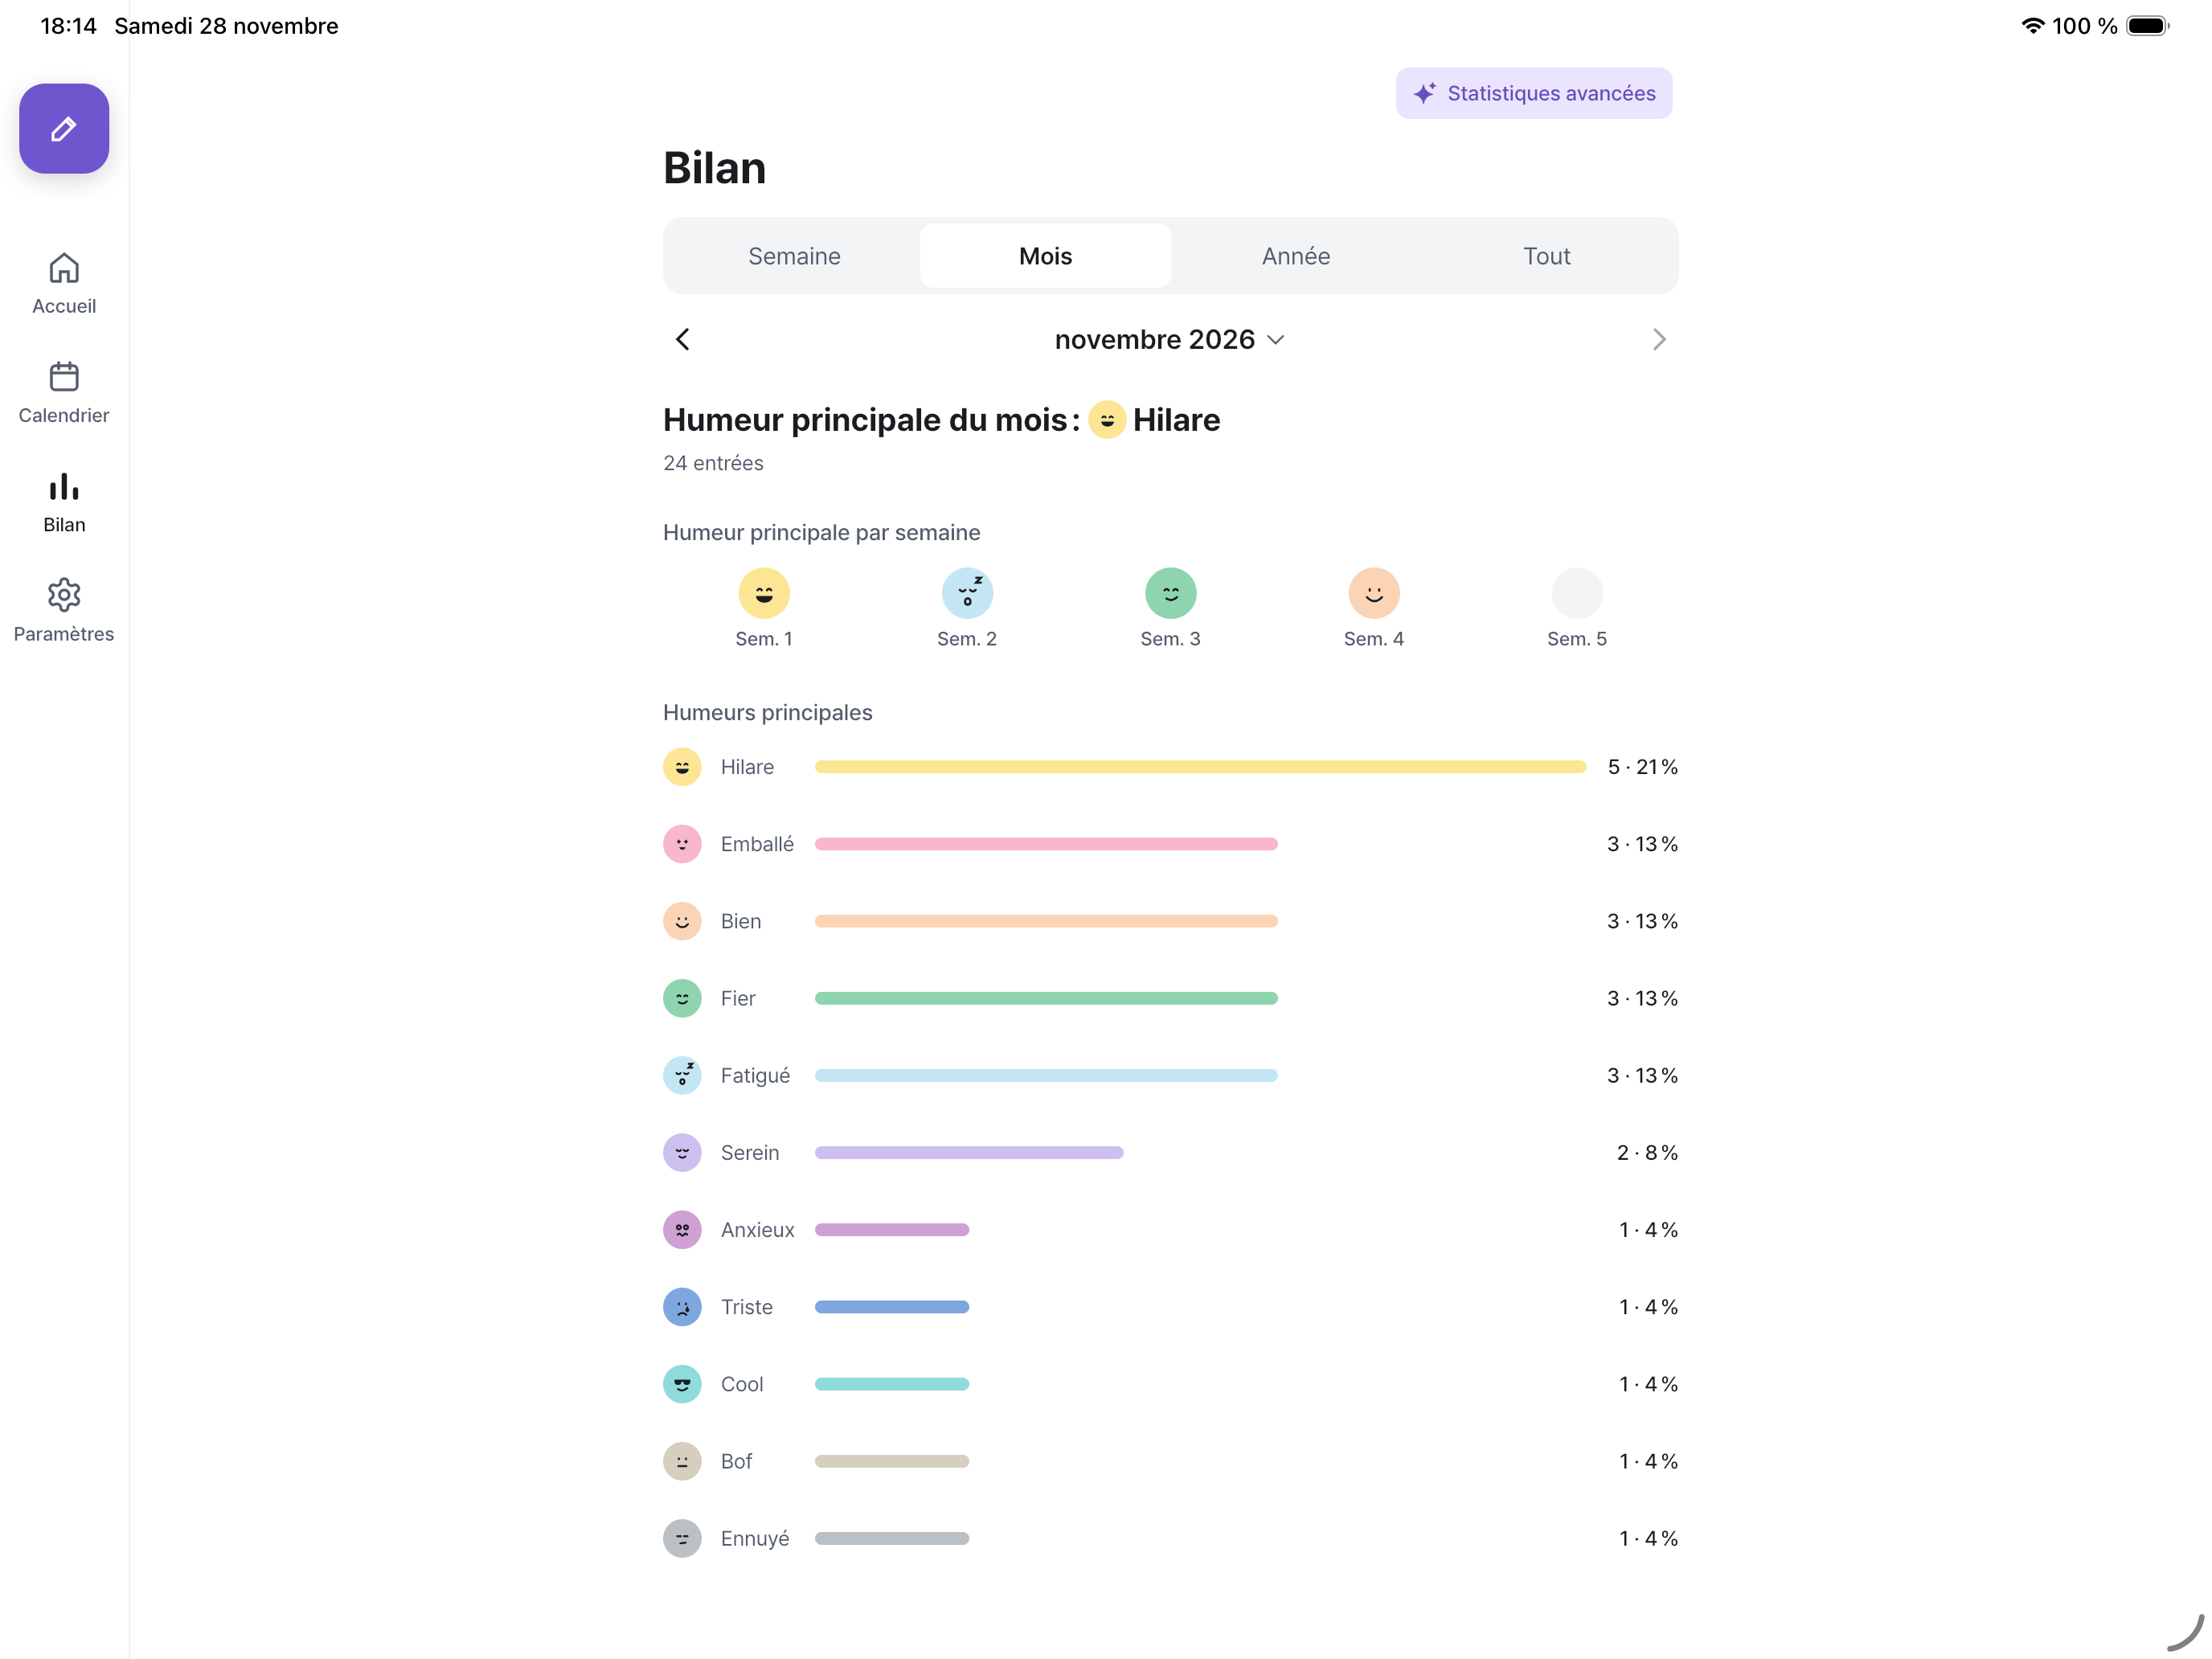 18:14 Samedi 28 novembre
100 %
Statistiques avancées
Accueil
Calendrier
Bilan
Paramètres
Bilan
Semaine Mois Année Tout
novembre 2026
Humeur principale du mois : Hilare
24 entrées
Humeur principale par semaine
Sem. 1 Sem. 2 Sem. 3 Sem. 4 Sem. 5
Humeurs principales
Hilare 5 · 21 %
Emballé 3 · 13 %
Bien 3 · 13 %
Fier 3 · 13 %
Fatigué 3 · 13 %
Serein 2 · 8 %
Anxieux 1 · 4 %
Triste 1 · 4 %
Cool 1 · 4 %
Bof 1 · 4 %
Ennuyé 1 · 4 %